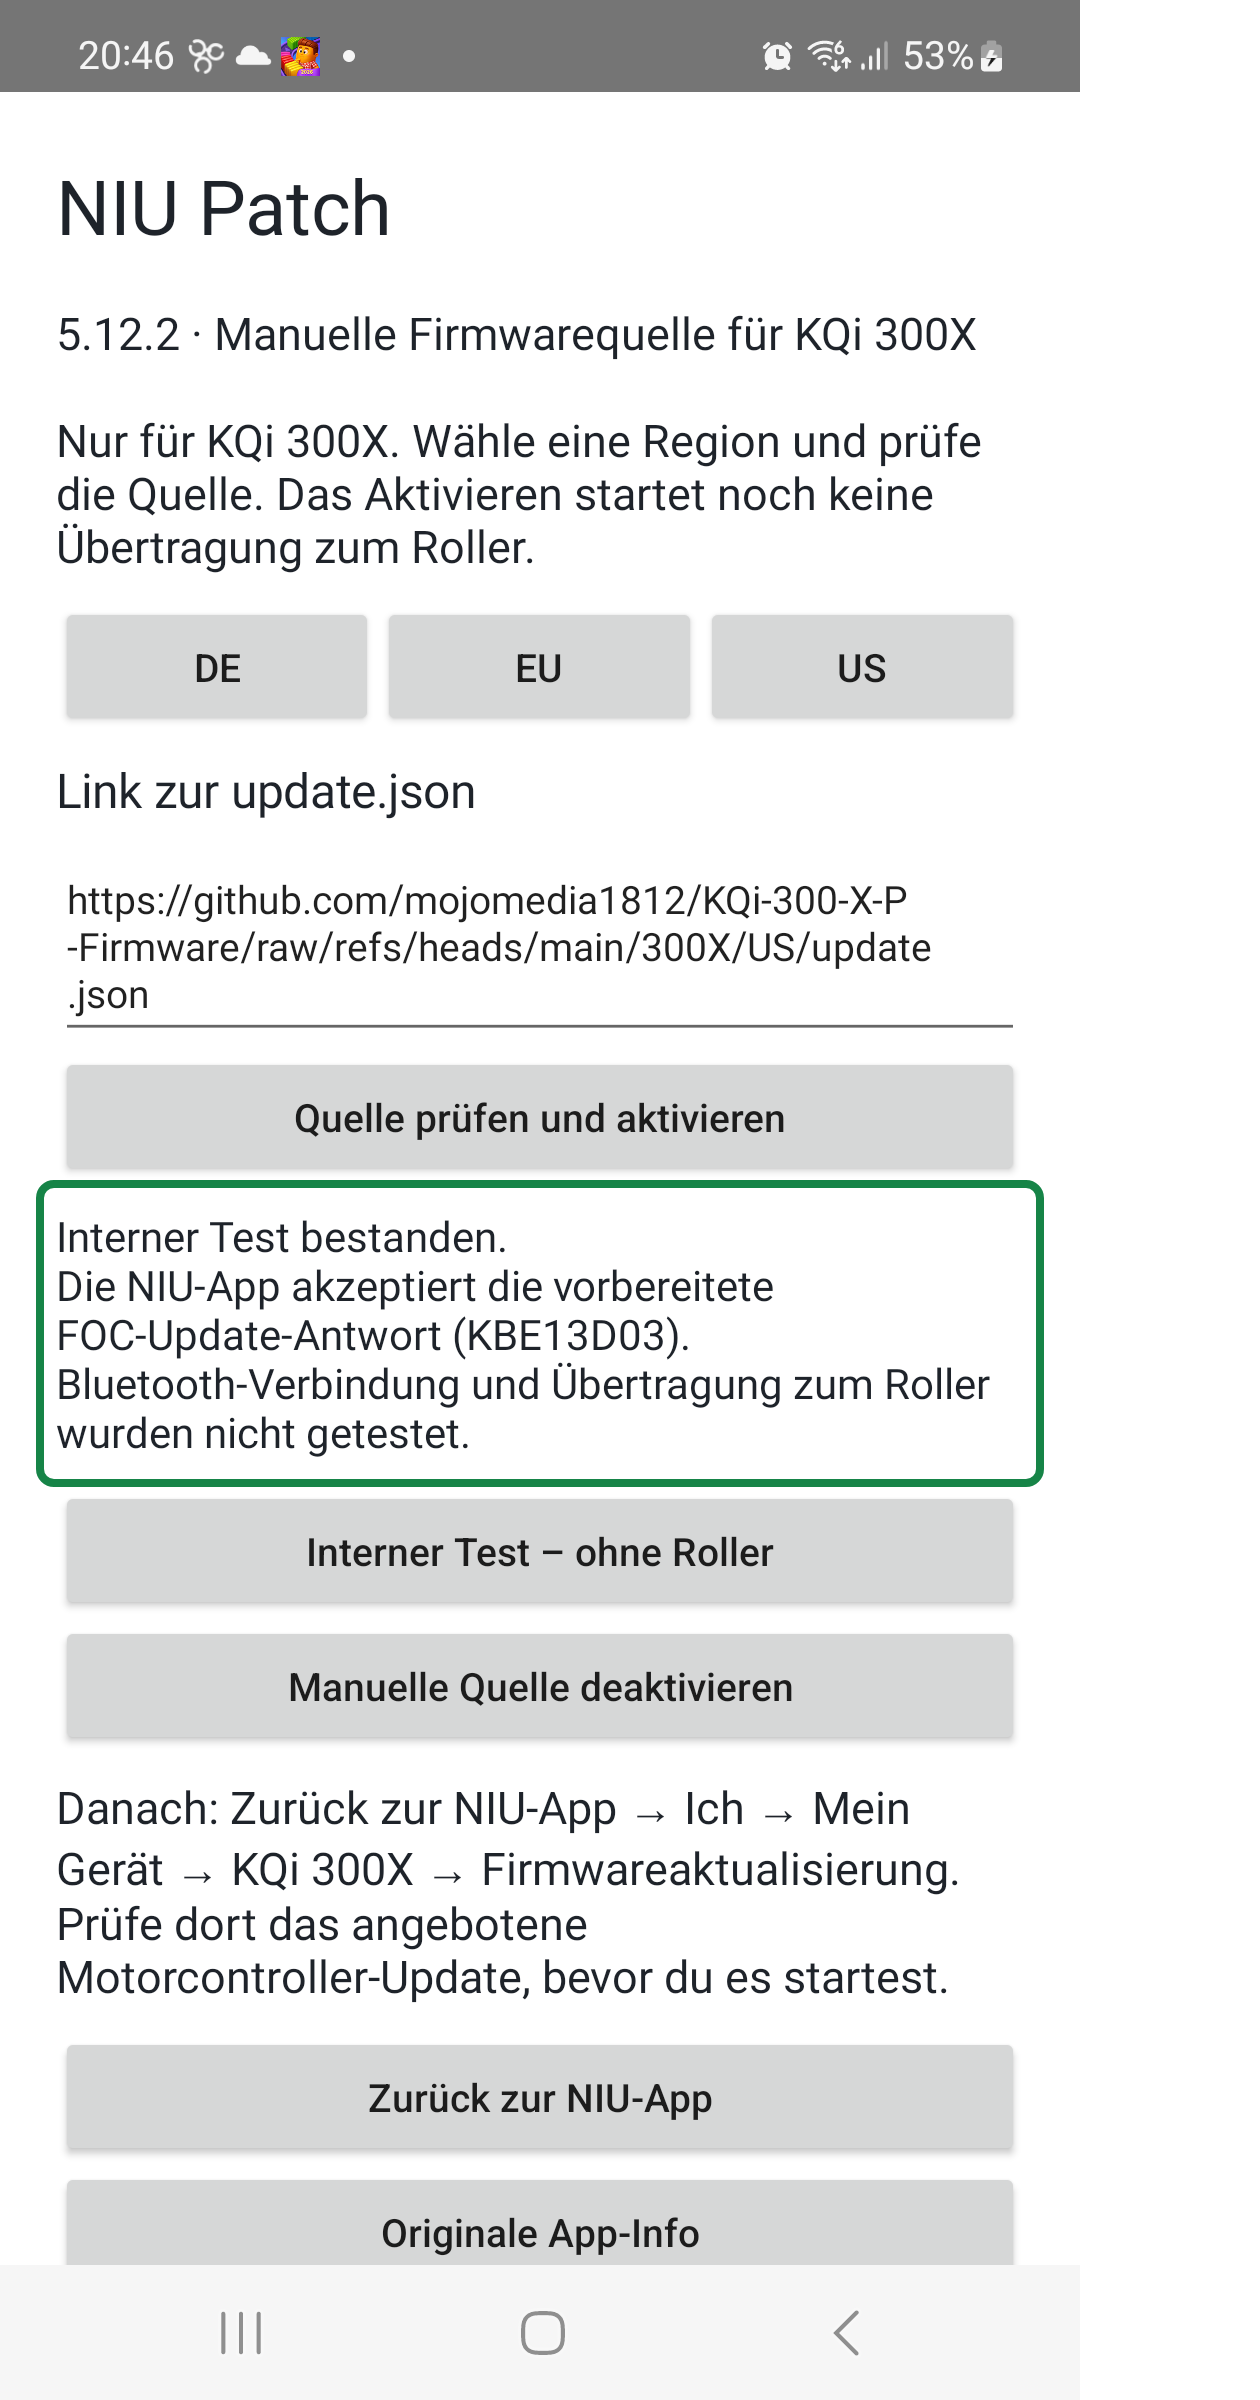 20:46
53%
NIU Patch
5.12.2 · Manuelle Firmwarequelle für KQi 300X
Nur für KQi 300X. Wähle eine Region und prüfe
die Quelle. Das Aktivieren startet noch keine
Übertragung zum Roller.
DE EU US
Link zur update.json
https://github.com/mojomedia1812/KQi-300-X-P
-Firmware/raw/refs/heads/main/300X/US/update
.json
Quelle prüfen und aktivieren
Interner Test bestanden.
Die NIU-App akzeptiert die vorbereitete
FOC-Update-Antwort (KBE13D03).
Bluetooth-Verbindung und Übertragung zum Roller
wurden nicht getestet.
Interner Test – ohne Roller
Manuelle Quelle deaktivieren
Danach: Zurück zur NIU-App → Ich → Mein
Gerät → KQi 300X → Firmwareaktualisierung.
Prüfe dort das angebotene
Motorcontroller-Update, bevor du es startest.
Zurück zur NIU-App
Originale App-Info